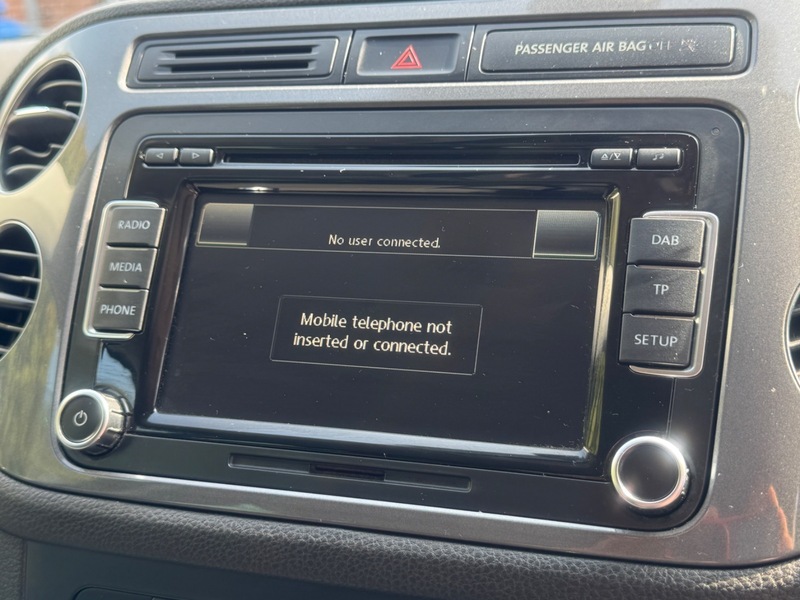 PASSENGER AIR BAG
RADIO
MEDIA
PHONE
No user connected.
Mobile telephone not
inserted or connected.
DAB
TP
SETUP